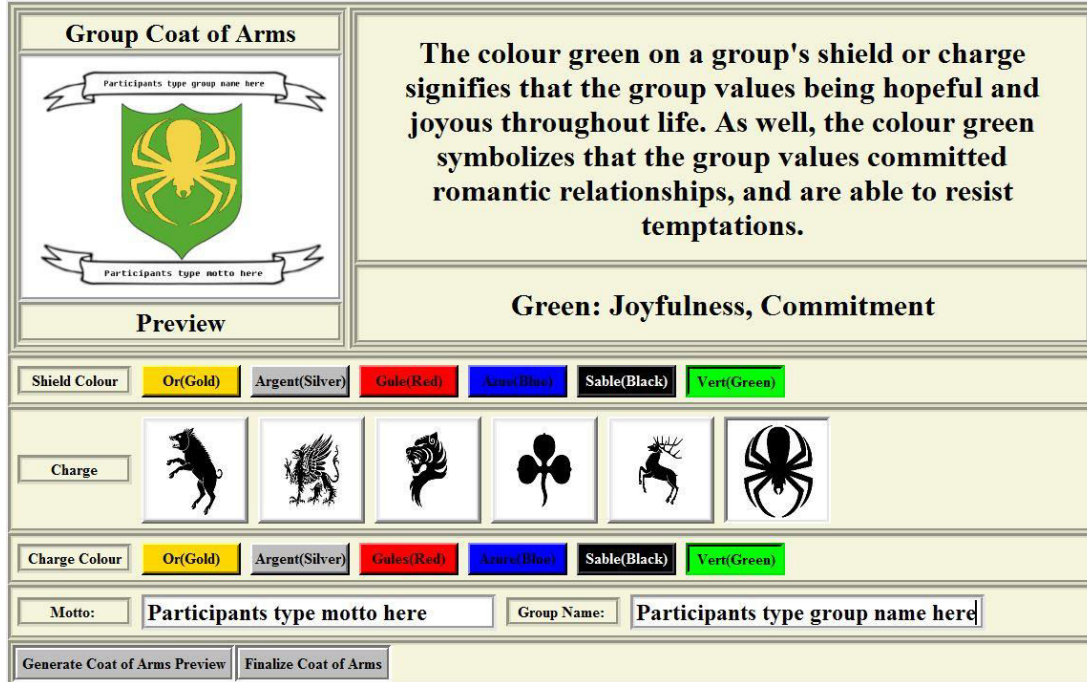 Group Coat of Arms
Participants type group name here
Participants type motto here
Preview
The colour green on a group's shield or charge
signifies that the group values being hopeful and
joyous throughout life. As well, the colour green
symbolizes that the group values committed
romantic relationships, and are able to resist
temptations.
Green: Joyfulness, Commitment
Shield Colour Or(Gold) Argent(Silver) Gule(Red) Azure(Blue) Sable(Black) Vert(Green)
Charge
Charge Colour Or(Gold) Argent(Silver) Gules(Red) Azure(Blue) Sable(Black) Vert(Green)
Motto: Participants type motto here Group Name: Participants type group name here
Generate Coat of Arms Preview Finalize Coat of Arms